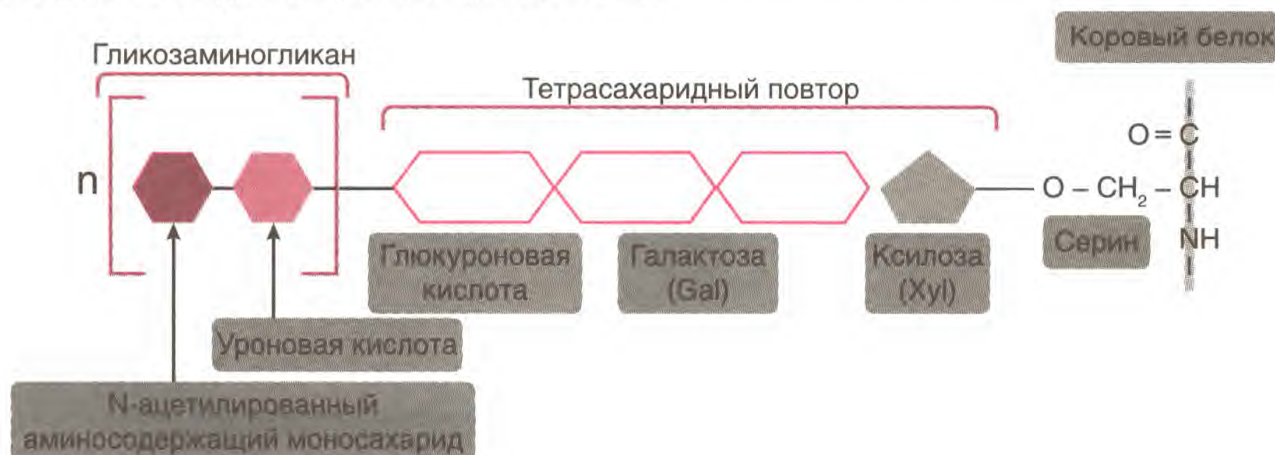 Коровый белок
Гликозаминогликан
Тетрасахаридный повтор
O=C
n
O – CH₂ – CH
Глюкуроновая
кислота
Галактоза
(Gal)
Ксилоза
(Xyl)
Серин
NH
Уроновая кислота
N-ацетилированный
аминосодержащий моносахарид